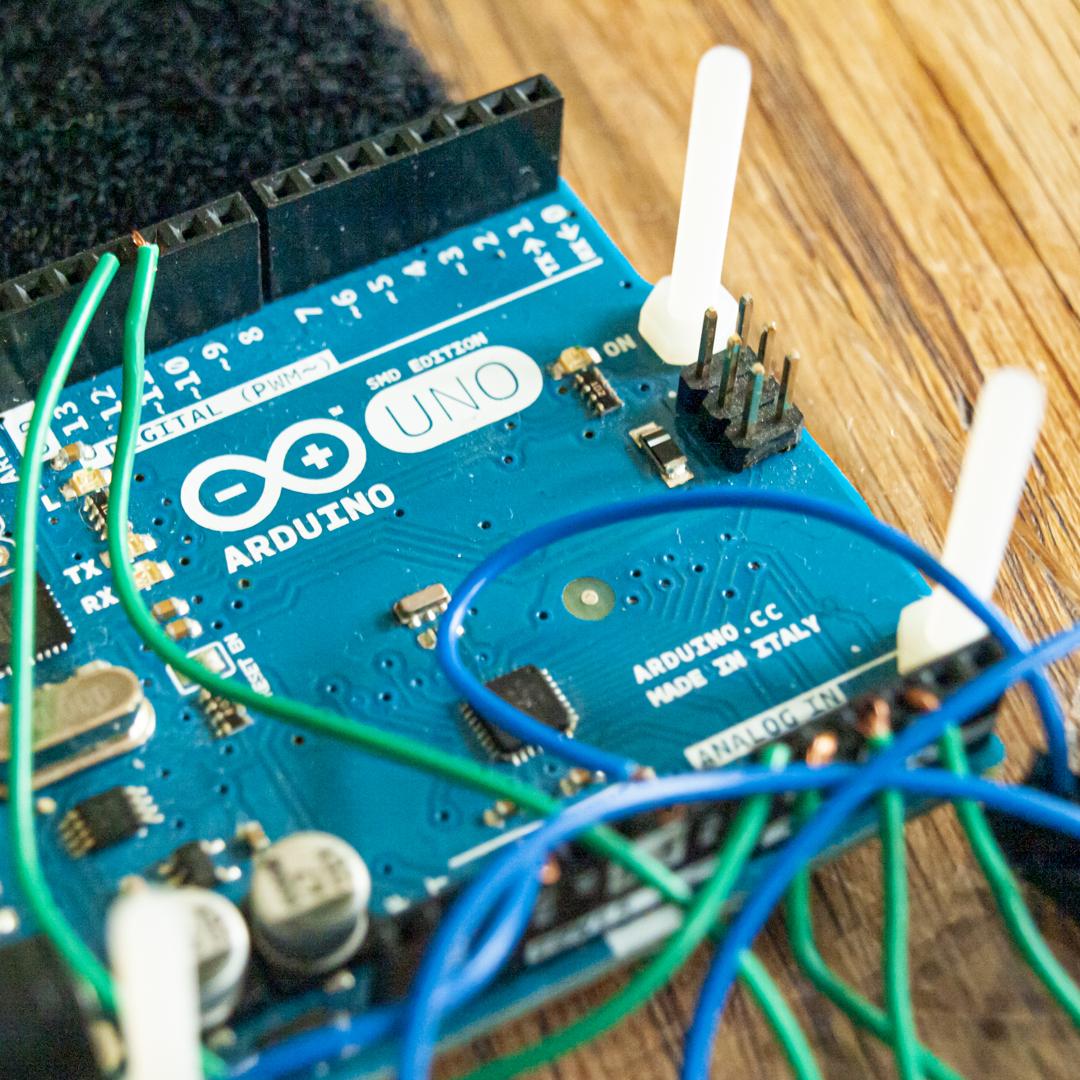 RX
TX
0
1
2
~3
4
~5
~6
7
8
~9
~10
~11
12
13
DIGITAL (PWM~)
SMD EDITION
UNO
ARDUINO
ON
L
TX
RX
RESET
ARDUINO.CC
MADE IN ITALY
ANALOG IN